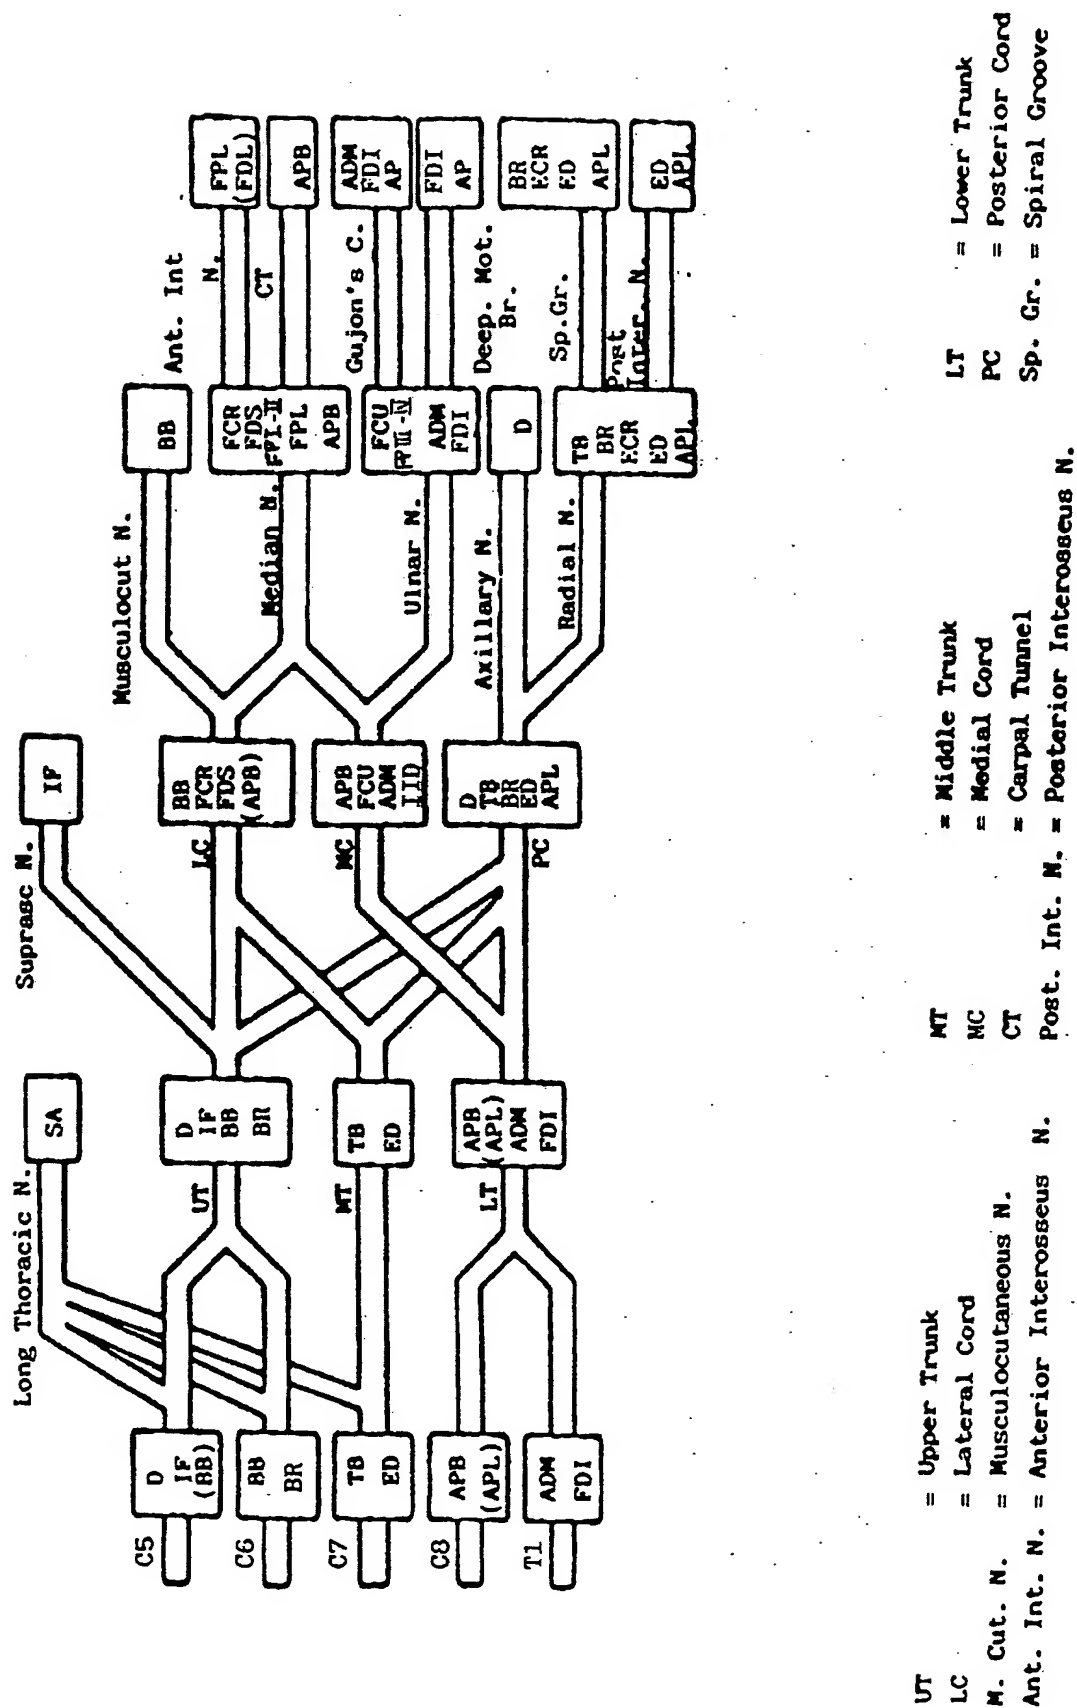 Long Thoracic N.
SA
Suprasc N.
IF
C5
D
IF
(BB)
C6
BB
BR
C7
TB
ED
C8
APB
(APL)
T1
ADM
FDI
UT
D
IF
BB
BR
MT
TB
ED
LT
APB
(APL)
ADM
FDI
LC
BB
FCR
FDS
(APB)
MC
APB
FCU
ADM
IID
PC
D
TB
BR
ED
APL
Musculocut N.
BB
Median N.
FCR
FDS
FPI-II
FPL
APB
Ulnar N.
FCU
FPIII-IV
ADM
FDI
Axillary N.
D
Radial N.
TB
BR
ECR
ED
APL
Ant. Int
N.
FPL
(FDL)
CT
APB
Gujon's C.
ADM
FDI
AP
Deep. Mot.
Br.
FDI
AP
Sp.Gr.
BR
ECR
ED
APL
Post
Inter. N.
ED
APL
UT = Upper Trunk
LC = Lateral Cord
M. Cut. N. = Musculocutaneous N.
Ant. Int. N. = Anterior Interosseus N.
MT = Middle Trunk
MC = Medial Cord
CT = Carpal Tunnel
Post. Int. N. = Posterior Interosseus N.
LT = Lower Trunk
PC = Posterior Cord
Sp. Gr. = Spiral Groove